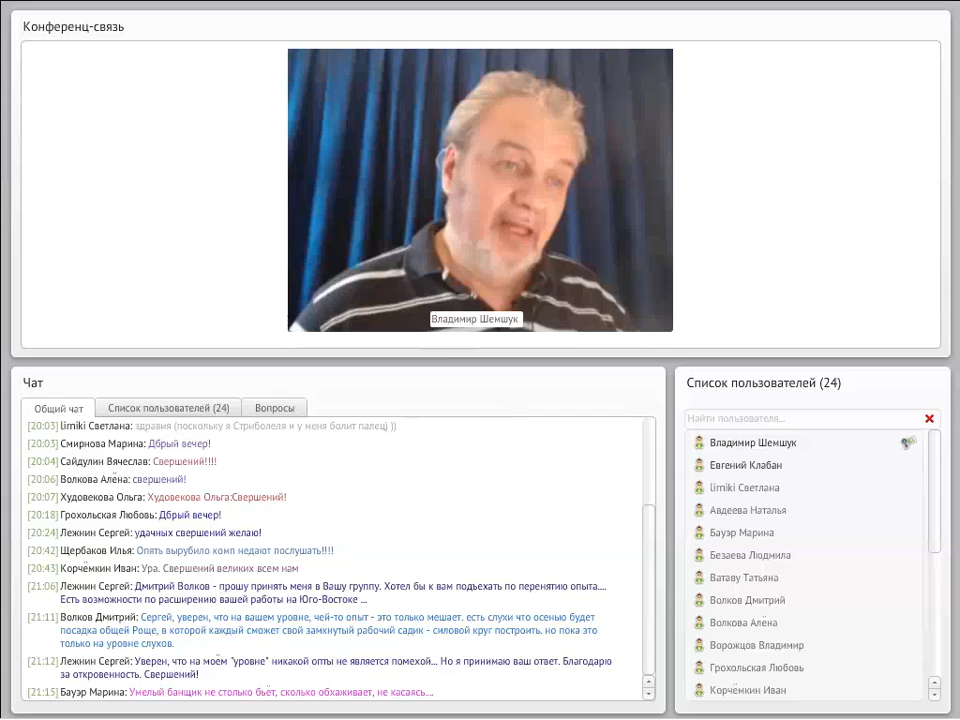 Конференц-связь
Владимир Шемшук
Чат
Общий чат
Список пользователей (24)
Вопросы
[20:03] lirniki Светлана: здравия (поскольку я Стриболеля и у меня болит палец) ))
[20:03] Смирнова Марина: Дбрый вечер!
[20:04] Сайдулин Вячеслав: Свершений!!!!
[20:06] Волкова Алёна: свершений!
[20:07] Художекова Ольга: Художекова Ольга:Свершений!
[20:18] Грохольская Любовь: Дбрый вечер!
[20:24] Лежнин Сергей: удачных свершений желаю!
[20:42] Щербаков Илья: Опять вырубило комп недают послушать!!!!
[20:43] Корчёмкин Иван: Ура. Свершений великих всем нам
[21:06] Лежнин Сергей: Дмитрий Волков - прошу принять меня в Вашу группу. Хотел бы к вам подъехать по перенятию опыта....
Есть возможности по расширению вашей работы на Юго-Востоке ...
[21:11] Волков Дмитрий: Сергей, уверен, что на вашем уровне, чей-то опыт - это только мешает. есть слухи что осенью будет
посадка общей Роще, в которой каждый сможет свой замкнутый рабочий садик - силовой круг построить. но пока это
только на уровне слухов.
[21:12] Лежнин Сергей: Уверен, что на моём "уровне" никакой опты не является помехой... Но я принимаю ваш ответ. Благодарю
за откровенность. Свершений!
[21:15] Бауэр Марина: Умелый банщик не столько бьёт, сколько обхаживает, не касаясь....
Список пользователей (24)
Найти пользователя...
Владимир Шемшук
Евгений Клабан
lirniki Светлана
Авдеева Наталья
Бауэр Марина
Безаева Людмила
Ватаву Татьяна
Волков Дмитрий
Волкова Алёна
Ворожцов Владимир
Грохольская Любовь
Корчёмкин Иван